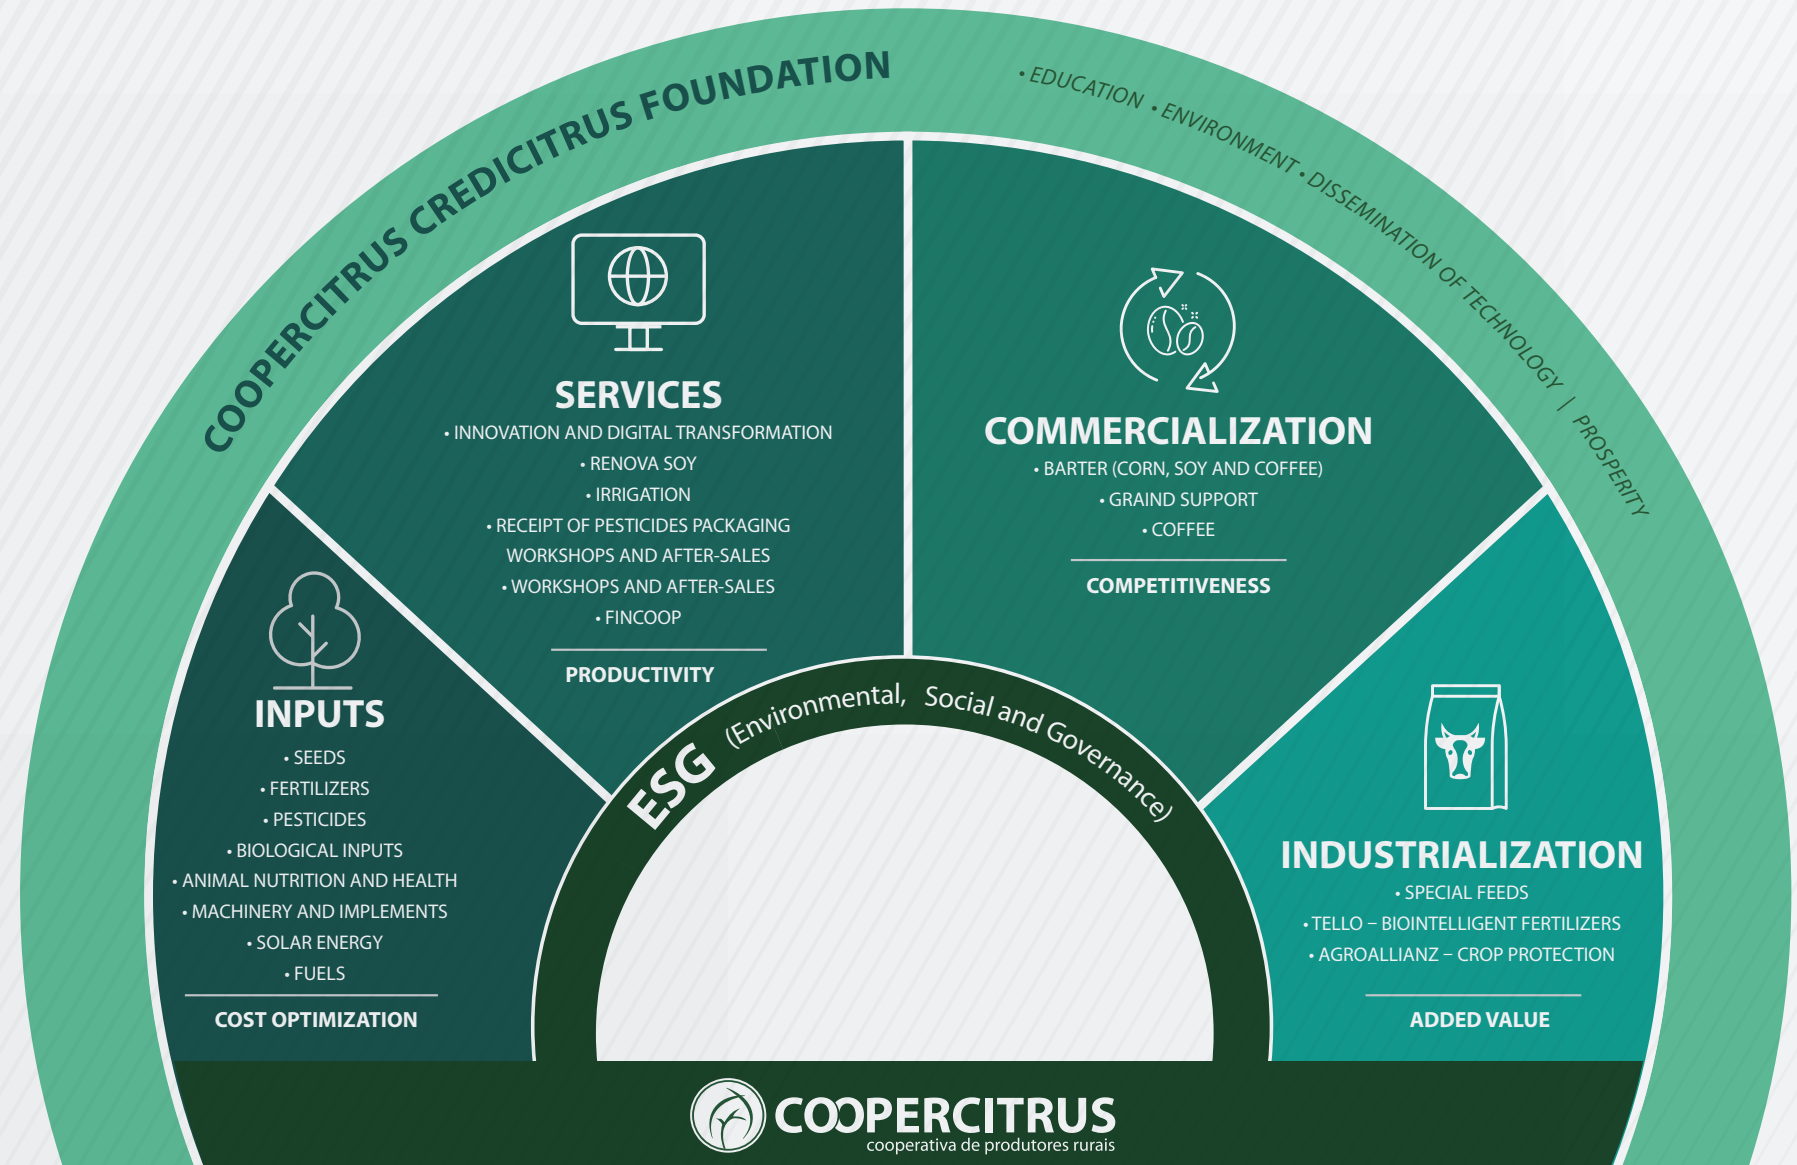 COOPERCITRUS CREDICITRUS FOUNDATION
• EDUCATION • ENVIRONMENT • DISSEMINATION OF TECHNOLOGY | PROSPERITY
SERVICES
• INNOVATION AND DIGITAL TRANSFORMATION
• RENOVA SOY
• IRRIGATION
• RECEIPT OF PESTICIDES PACKAGING
WORKSHOPS AND AFTER-SALES
• WORKSHOPS AND AFTER-SALES
• FINCOOP
PRODUCTIVITY
COMMERCIALIZATION
• BARTER (CORN, SOY AND COFFEE)
• GRAIND SUPPORT
• COFFEE
COMPETITIVENESS
INPUTS
• SEEDS
• FERTILIZERS
• PESTICIDES
• BIOLOGICAL INPUTS
• ANIMAL NUTRITION AND HEALTH
• MACHINERY AND IMPLEMENTS
• SOLAR ENERGY
• FUELS
COST OPTIMIZATION
ESG (Environmental, Social and Governance)
INDUSTRIALIZATION
• SPECIAL FEEDS
• TELLO – BIOINTELLIGENT FERTILIZERS
• AGROALLIANZ – CROP PROTECTION
ADDED VALUE
COOPERCITRUS
cooperativa de produtores rurais